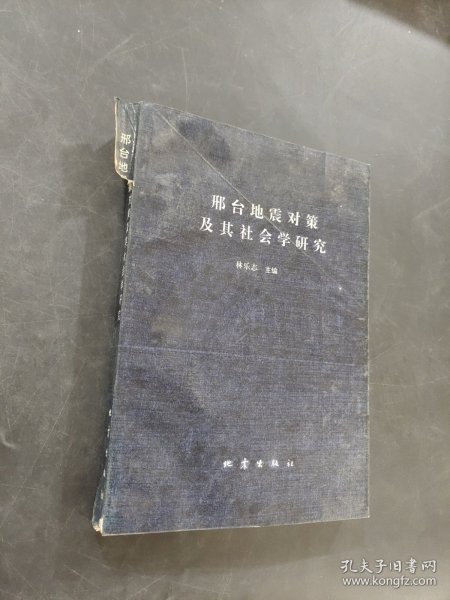 邢台地
邢台地震对策
及其社会学研究
林乐志 主编
地震出版社
孔夫子旧书网
www.kongfz.com